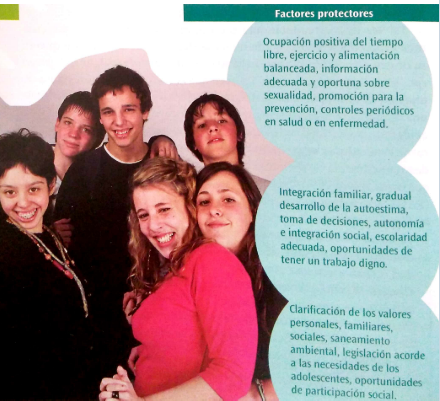 Factores protectores
Ocupación positiva del tiempo
libre, ejercicio y alimentación
balanceada, información
adecuada y oportuna sobre
sexualidad, promoción para la
prevención, controles periódicos
en salud o en enfermedad.
Integración familiar, gradual
desarrollo de la autoestima,
toma de decisiones, autonomía
e integración social, escolaridad
adecuada, oportunidades de
tener un trabajo digno.
Clarificación de los valores
personales, familiares,
sociales, saneamiento
ambiental, legislación acorde
a las necesidades de los
adolescentes, oportunidades
de participación social.